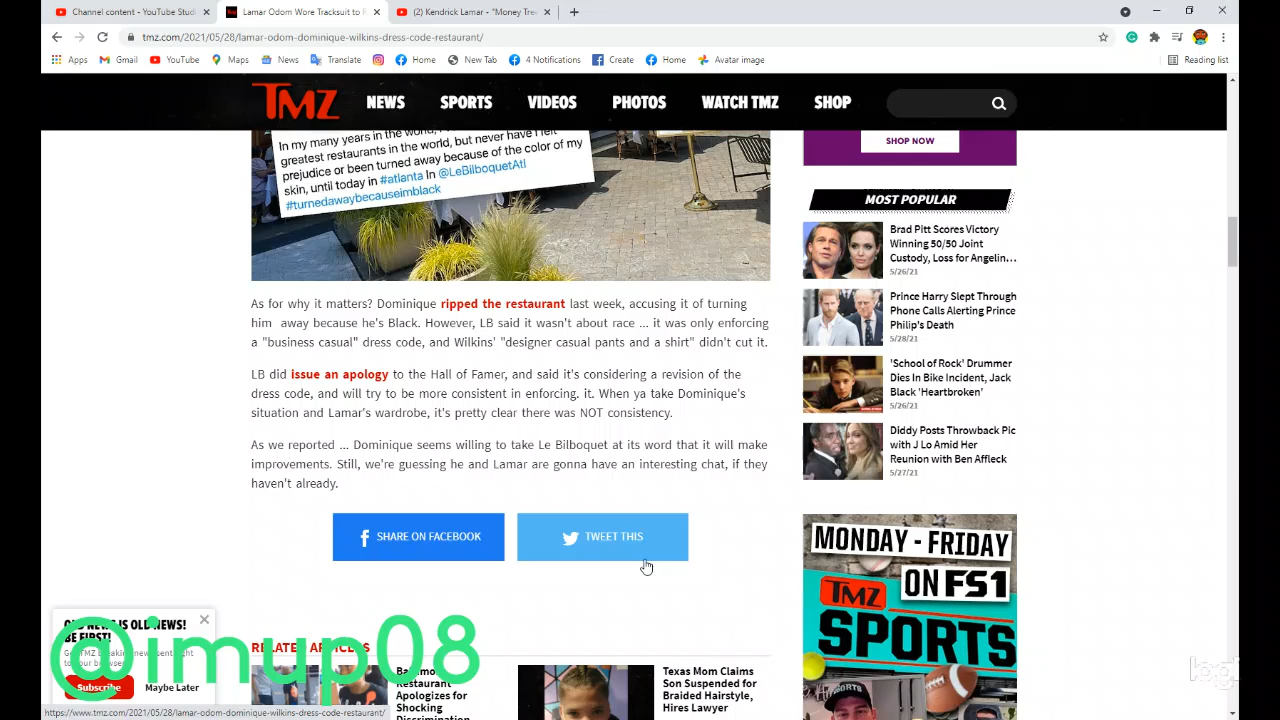 Content channel - YouTube Studio
Lamar Odom Wore Tracksuit to
(2) Kendrick Lamar - "Money Tree
tmz.com/2021/05/28/lamar-odom-dominique-wilkins-dress-code-restaurant/
Apps
Gmail
YouTube
Maps
News
Translate
Home
New Tab
4 Notifications
Create
Home
Avatar image
Reading list
TMZ
NEWS
SPORTS
VIDEOS
PHOTOS
WATCH TMZ
SHOP
In my many years in the world,
greatest restaurants in the world, but never have I felt
prejudice or been turned away because of the color of my
skin, until today in #atlanta In @LeBilboquetAtl
#turnedawaybecauseimblack
SHOP NOW
MOST POPULAR
Brad Pitt Scores Victory
Winning 50/50 Joint
Custody, Loss for Angelin...
5/26/21
Prince Harry Slept Through
Phone Calls Alerting Prince
Philip's Death
5/28/21
'School of Rock' Drummer
Dies In Bike Incident, Jack
Black 'Heartbroken'
5/26/21
Diddy Posts Throwback Pic
with J Lo Amid Her
Reunion with Ben Affleck
5/27/21
As for why it matters? Dominique ripped the restaurant last week, accusing it of turning
him away because he's Black. However, LB said it wasn't about race ... it was only enforcing
a "business casual" dress code, and Wilkins' "designer casual pants and a shirt" didn't cut it.
LB did issue an apology to the Hall of Famer, and said it's considering a revision of the
dress code, and will try to be more consistent in enforcing. it. When ya take Dominique's
situation and Lamar's wardrobe, it's pretty clear there was NOT consistency.
As we reported ... Dominique seems willing to take Le Bilboquet at its word that it will make
improvements. Still, we're guessing he and Lamar are gonna have an interesting chat, if they
haven't already.
SHARE ON FACEBOOK
TWEET THIS
MONDAY - FRIDAY
ON FS1
TMZ
SPORTS
OLD NEWS IS OLD NEWS!
BE FIRST!
Subscribe
Maybe Later
@imup08
RELATED ARTICLES
Restaurant
Apologizes for
Showing
Discrimination
Texas Mom Claims
Son Suspended for
Braided Hairstyle,
Hires Lawyer
https://www.tmz.com/2021/05/28/lamar-odom-dominique-wilkins-dress-code-restaurant/